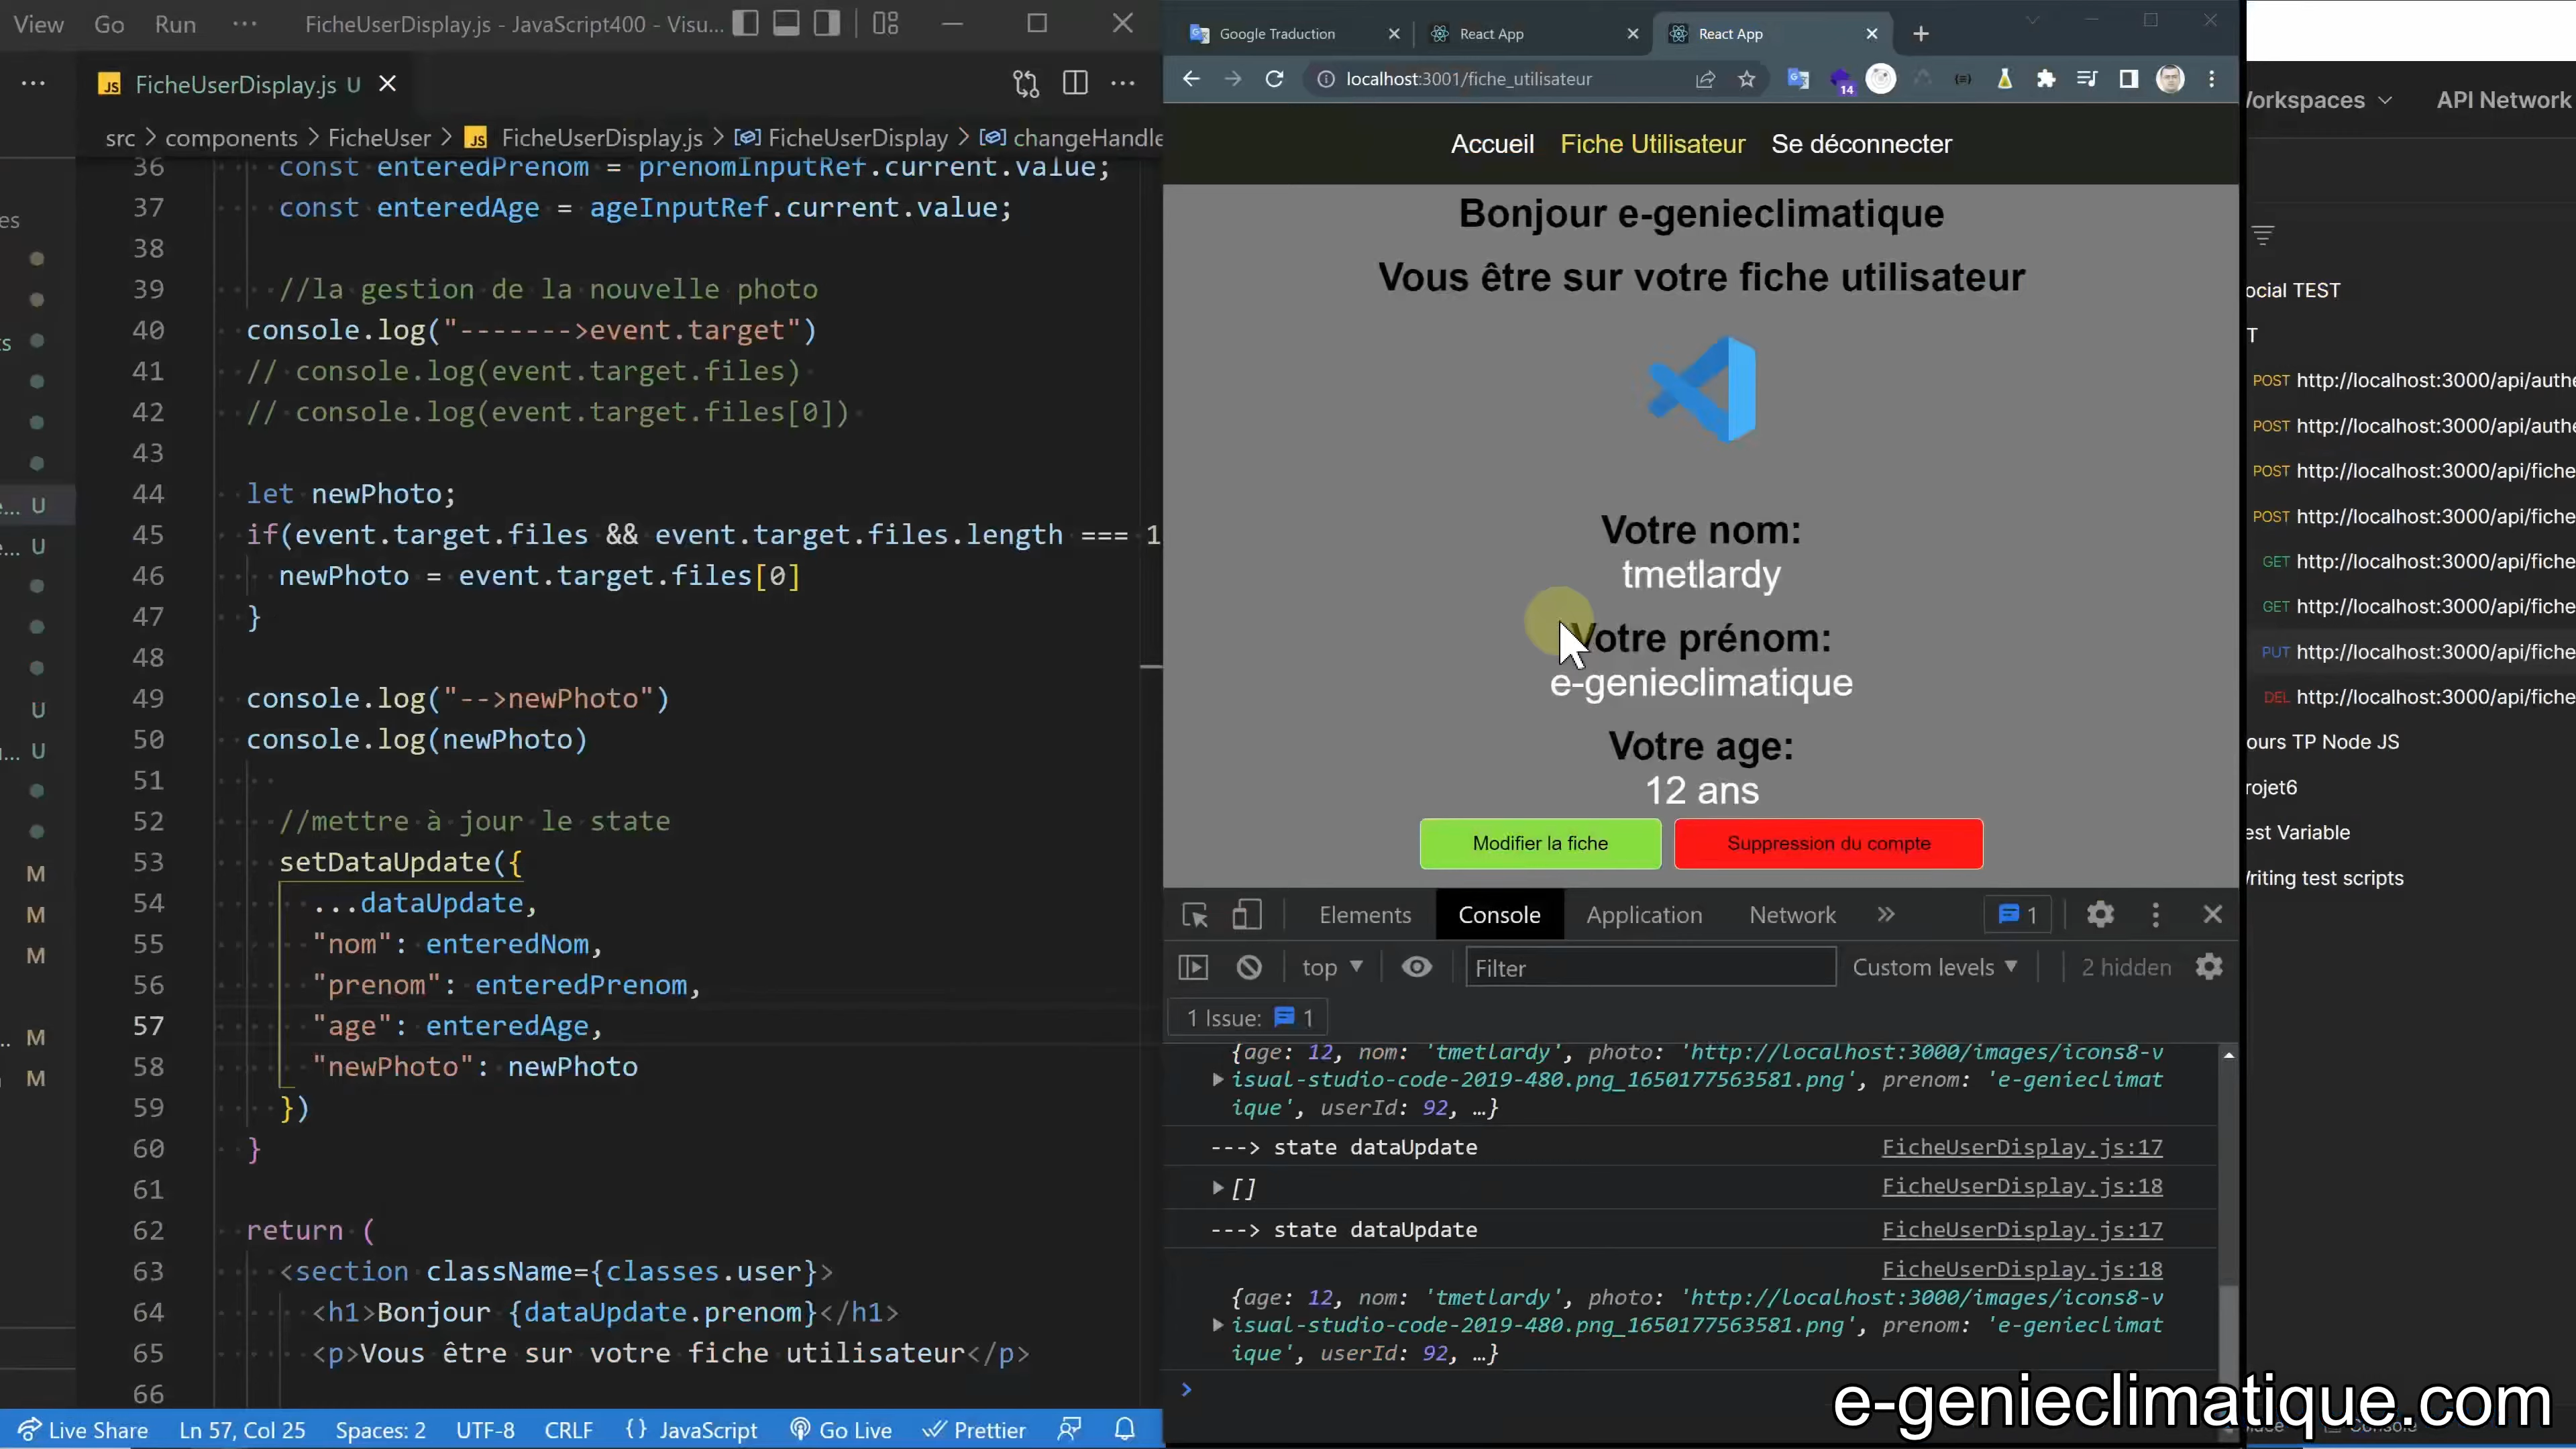 View Go Run ··· FicheUserDisplay.js - JavaScript400 - Visu...
FicheUserDisplay.js U
src > components > FicheUser > FicheUserDisplay.js > FicheUserDisplay > changeHandle
36 const enteredPrenom = prenomInputRef.current.value;
37 const enteredAge = ageInputRef.current.value;
38
39 //la gestion de la nouvelle photo
40 console.log("------->event.target")
41 // console.log(event.target.files)
42 // console.log(event.target.files[0])
43
44 let newPhoto;
45 if(event.target.files && event.target.files.length === 1
46 newPhoto = event.target.files[0]
47 }
48
49 console.log("-->newPhoto")
50 console.log(newPhoto)
51
52 //mettre à jour le state
53 setDataUpdate({
54 ...dataUpdate,
55 "nom": enteredNom,
56 "prenom": enteredPrenom,
57 "age": enteredAge,
58 "newPhoto": newPhoto
59 })
60 }
61
62 return (
63 <section className={classes.user}>
64 <h1>Bonjour {dataUpdate.prenom}</h1>
65 <p>Vous être sur votre fiche utilisateur</p>
66
Live Share Ln 57, Col 25 Spaces: 2 UTF-8 CRLF {} JavaScript Go Live Prettier
Google Traduction React App React App
localhost:3001/fiche_utilisateur
14
Accueil Fiche Utilisateur Se déconnecter
Bonjour e-genieclimatique
Vous être sur votre fiche utilisateur
Votre nom:
tmetlardy
Votre prénom:
e-genieclimatique
Votre age:
12 ans
Modifier la fiche Suppression du compte
Elements Console Application Network 1
top Filter Custom levels 2 hidden
1 Issue: 1
{age: 12, nom: 'tmetlardy', photo: 'http://localhost:3000/images/icons8-v
isual-studio-code-2019-480.png_1650177563581.png', prenom: 'e-genieclimat
ique', userId: 92, …}
---> state dataUpdate FicheUserDisplay.js:17
[] FicheUserDisplay.js:18
---> state dataUpdate FicheUserDisplay.js:17
FicheUserDisplay.js:18
{age: 12, nom: 'tmetlardy', photo: 'http://localhost:3000/images/icons8-v
isual-studio-code-2019-480.png_1650177563581.png', prenom: 'e-genieclimat
ique', userId: 92, …}
orkspaces API Network
ocial TEST
T
POST http://localhost:3000/api/authe
POST http://localhost:3000/api/authe
POST http://localhost:3000/api/fiche
POST http://localhost:3000/api/fiche
GET http://localhost:3000/api/fiche
GET http://localhost:3000/api/fiche
PUT http://localhost:3000/api/fiche
DEL http://localhost:3000/api/fiche
ours TP Node JS
rojet6
est Variable
riting test scripts
e-genieclimatique.com